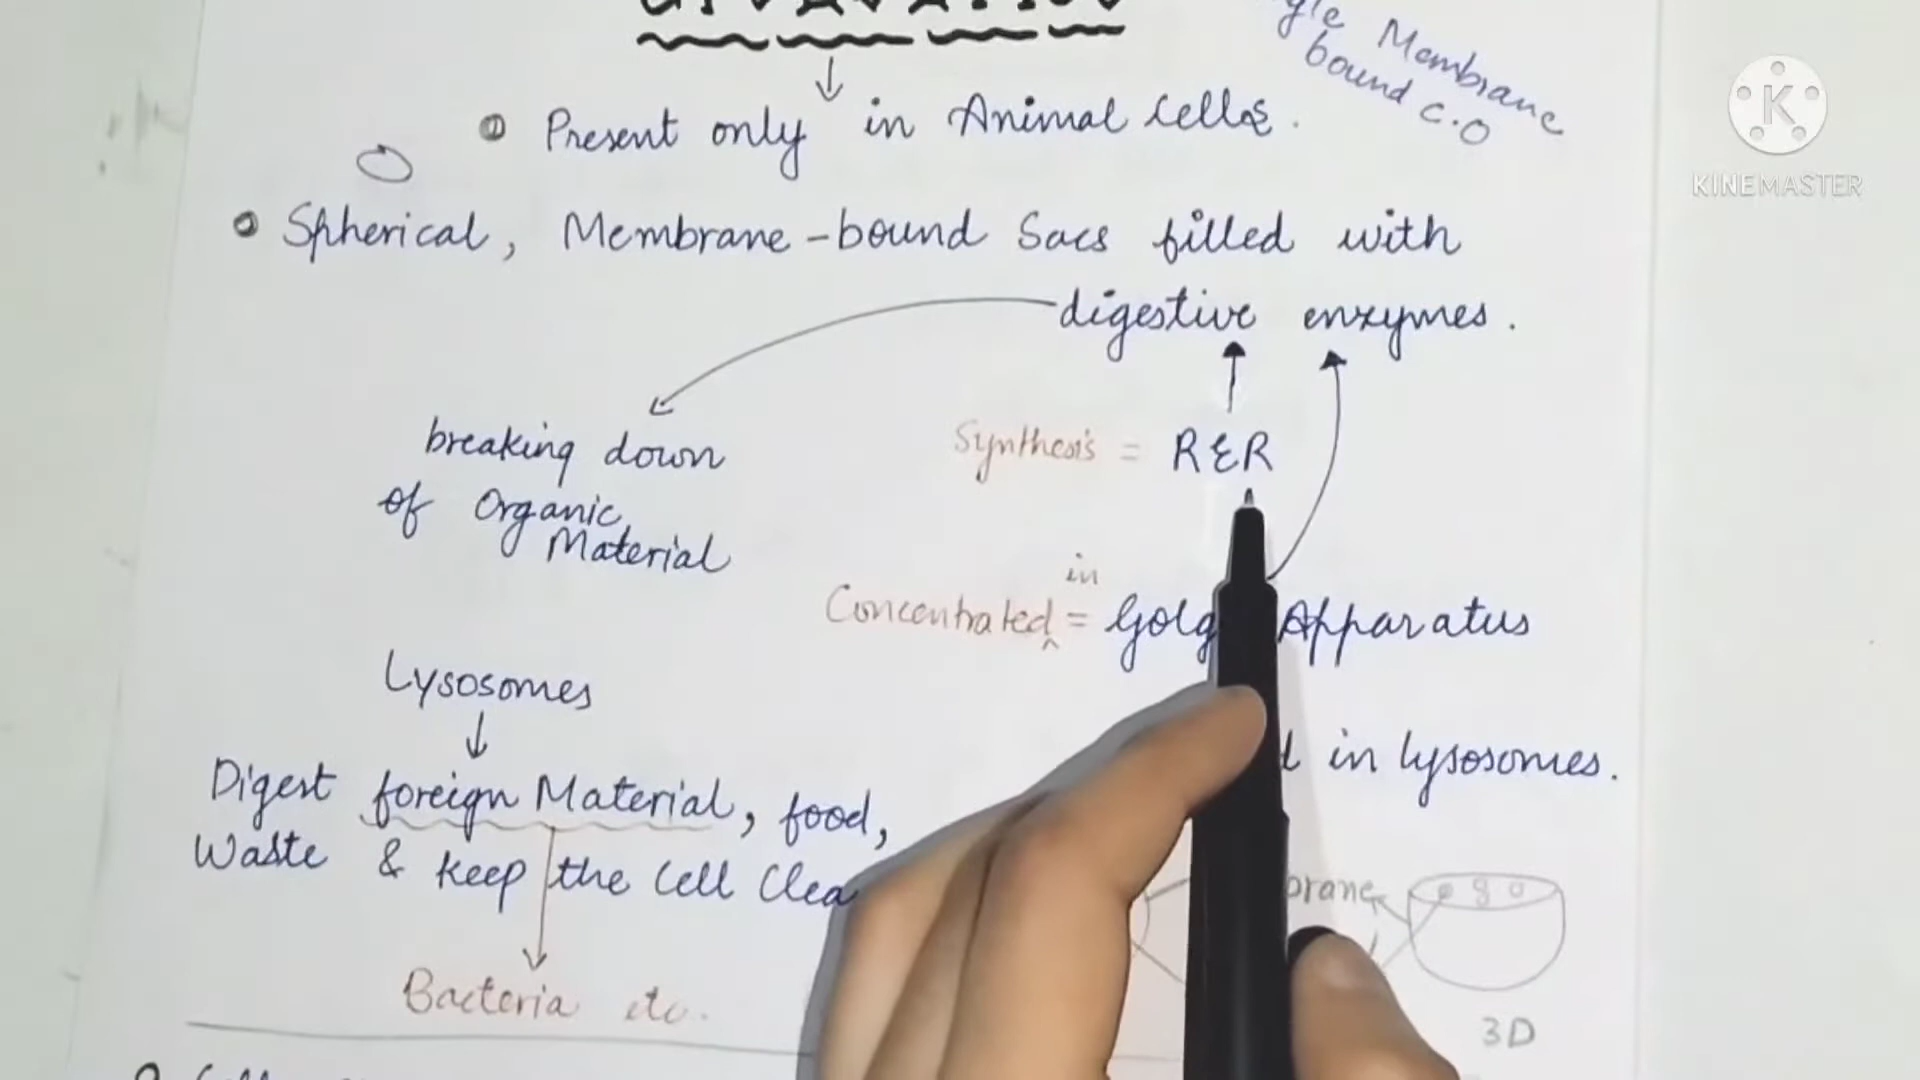 Membrane
bound C.O
Present only in Animal Cells.
Spherical, Membrane-bound Sacs filled with
digestive enzymes.
breaking down
of Organic
Material
Synthesis = RER
in
Concentrated = Golgi Apparatus
in lysosomes.
Lysosomes
Digest foreign Material, food,
Waste & keep the Cell Clea
Bacteria etc.
brane
3D
K
KINEMASTER